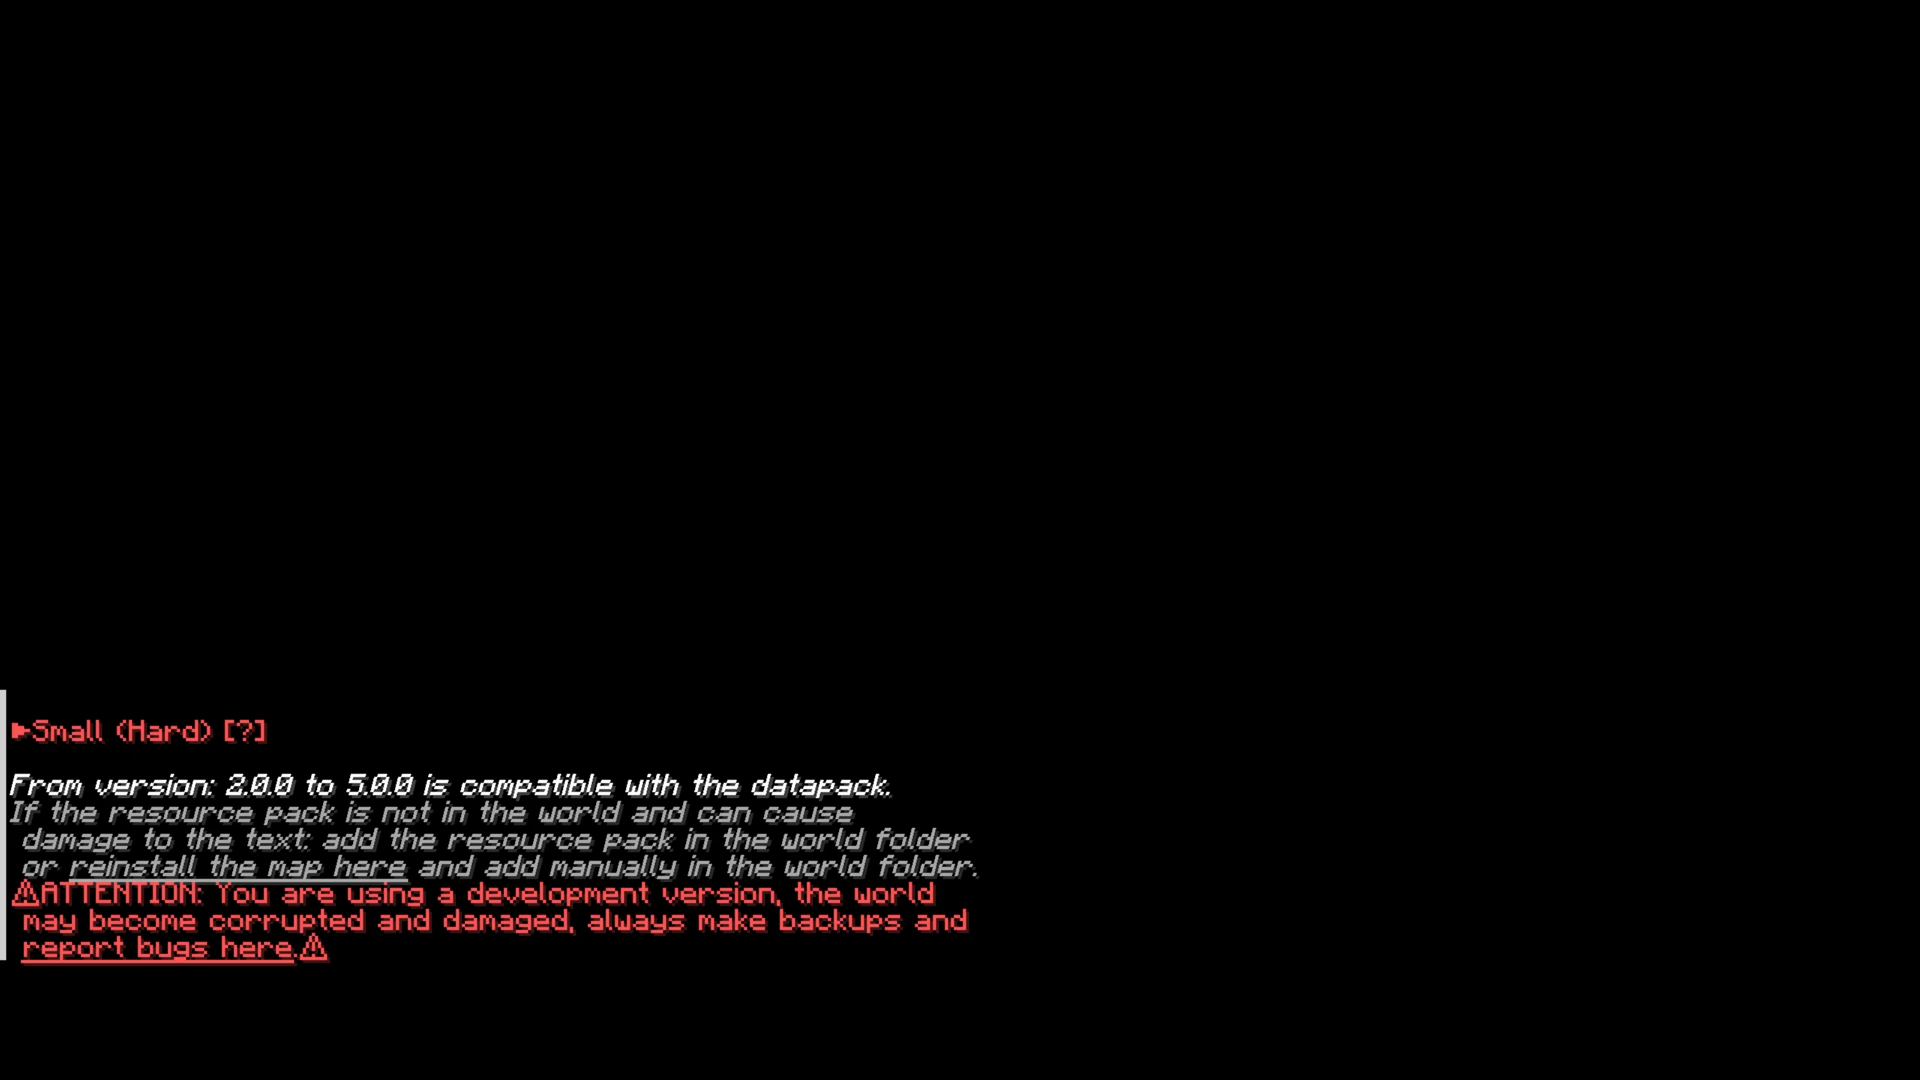 ►Small (Hard) [?]
From version: 2.0.0 to 5.0.0 is compatible with the datapack.
If the resource pack is not in the world and can cause
damage to the text: add the resource pack in the world folder
or reinstall the map here and add manually in the world folder.
⚠ATTENTION: You are using a development version, the world
may become corrupted and damaged, always make backups and
report bugs here.⚠